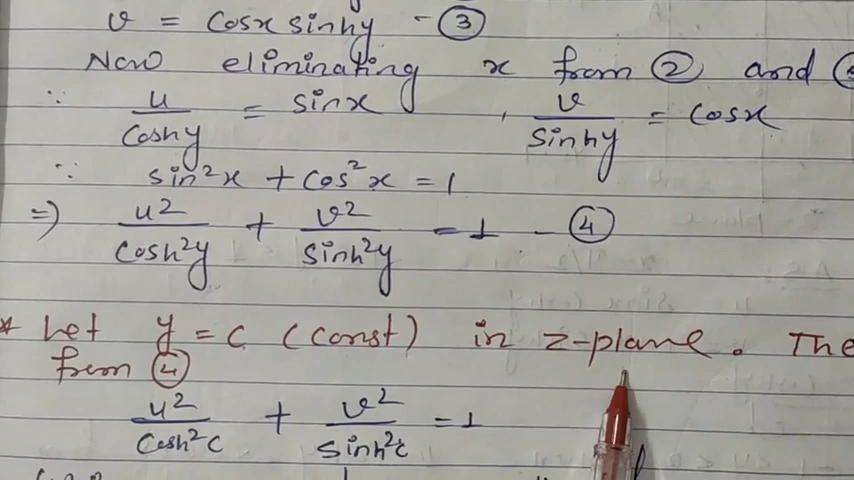 v = cosx sinhy - ③
Now eliminating x from ② and
∵ u/coshy = sinx , v/sinhy = cosx
∵ sin²x + cos²x = 1
=) u²/cosh²y + v²/sinh²y = 1 - ④
* Let y = c (const) in z-plane. The
from ④
u²/cosh²c + v²/sinh²c = 1